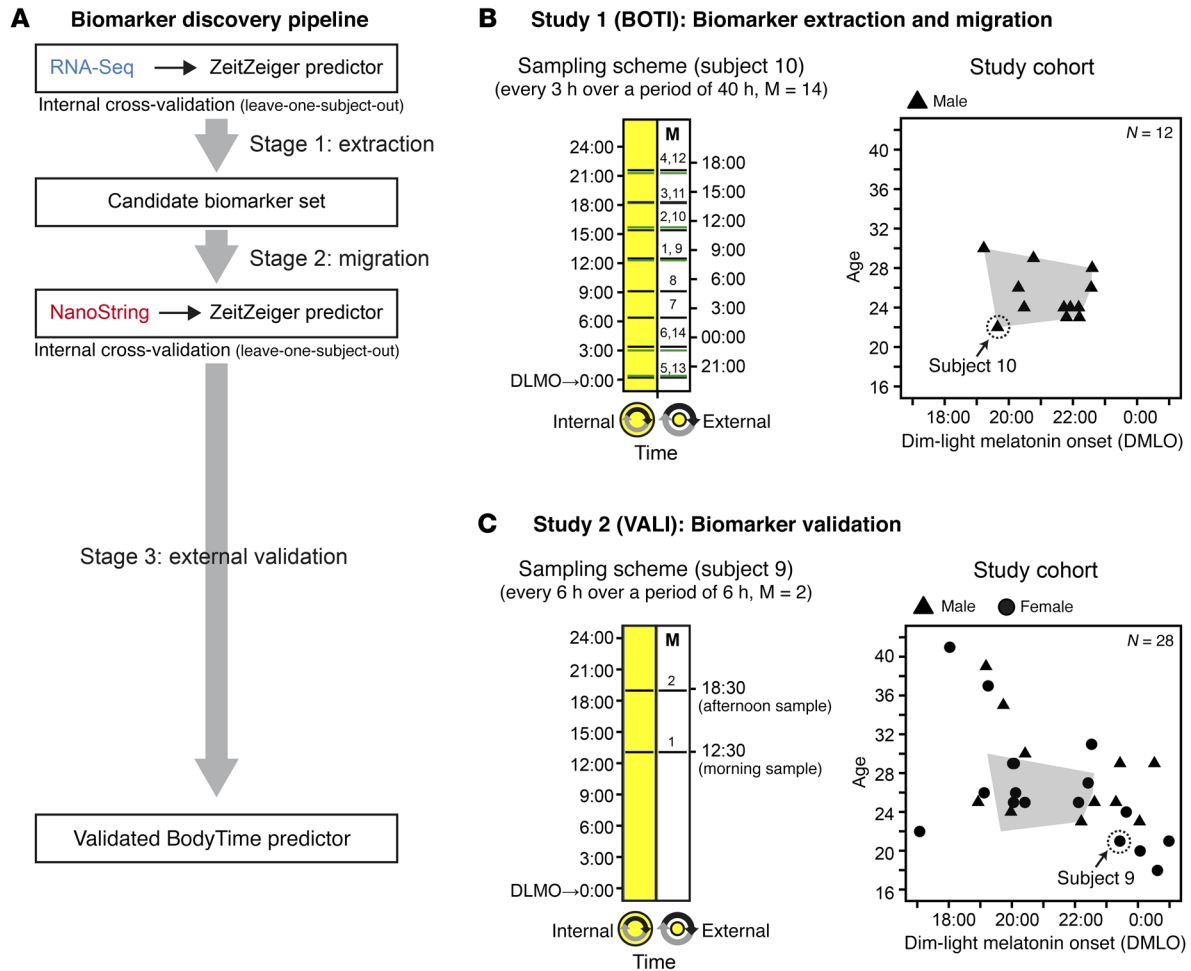 A
Biomarker discovery pipeline
RNA-Seq → ZeitZeiger predictor
Internal cross-validation (leave-one-subject-out)
Stage 1: extraction
Candidate biomarker set
Stage 2: migration
NanoString → ZeitZeiger predictor
Internal cross-validation (leave-one-subject-out)
Stage 3: external validation
Validated BodyTime predictor
B
Study 1 (BOTI): Biomarker extraction and migration
Sampling scheme (subject 10)
(every 3 h over a period of 40 h, M = 14)
M
24:00
21:00
18:00
15:00
12:00
9:00
6:00
3:00
DLMO→0:00
4,12
3,11
2,10
1, 9
8
7
6,14
5,13
18:00
15:00
12:00
9:00
6:00
3:00
00:00
21:00
Internal
External
Time
Study cohort
Male
N = 12
40
36
32
28
24
20
16
Age
Subject 10
18:00 20:00 22:00 0:00
Dim-light melatonin onset (DMLO)
C
Study 2 (VALI): Biomarker validation
Sampling scheme (subject 9)
(every 6 h over a period of 6 h, M = 2)
M
24:00
21:00
18:00
15:00
12:00
9:00
6:00
3:00
DLMO→0:00
2
1
18:30
(afternoon sample)
12:30
(morning sample)
Internal
External
Time
Study cohort
Male Female
N = 28
40
36
32
28
24
20
16
Age
Subject 9
18:00 20:00 22:00 0:00
Dim-light melatonin onset (DMLO)